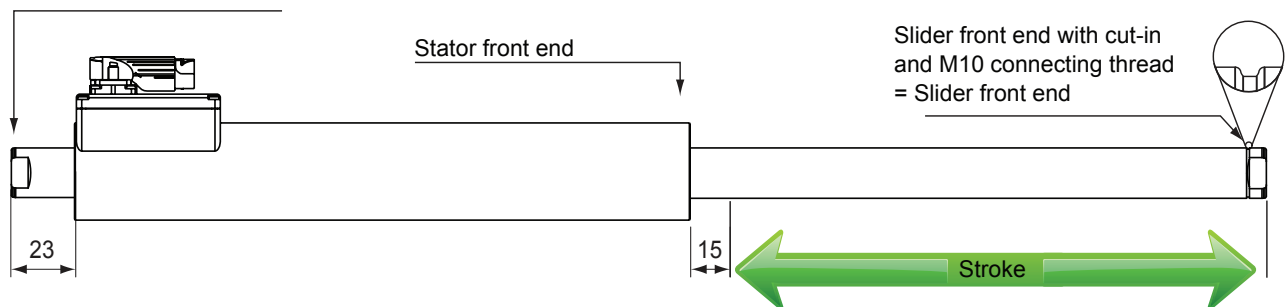 Stator front end
Slider front end with cut-in
and M10 connecting thread
= Slider front end
23
15
Stroke